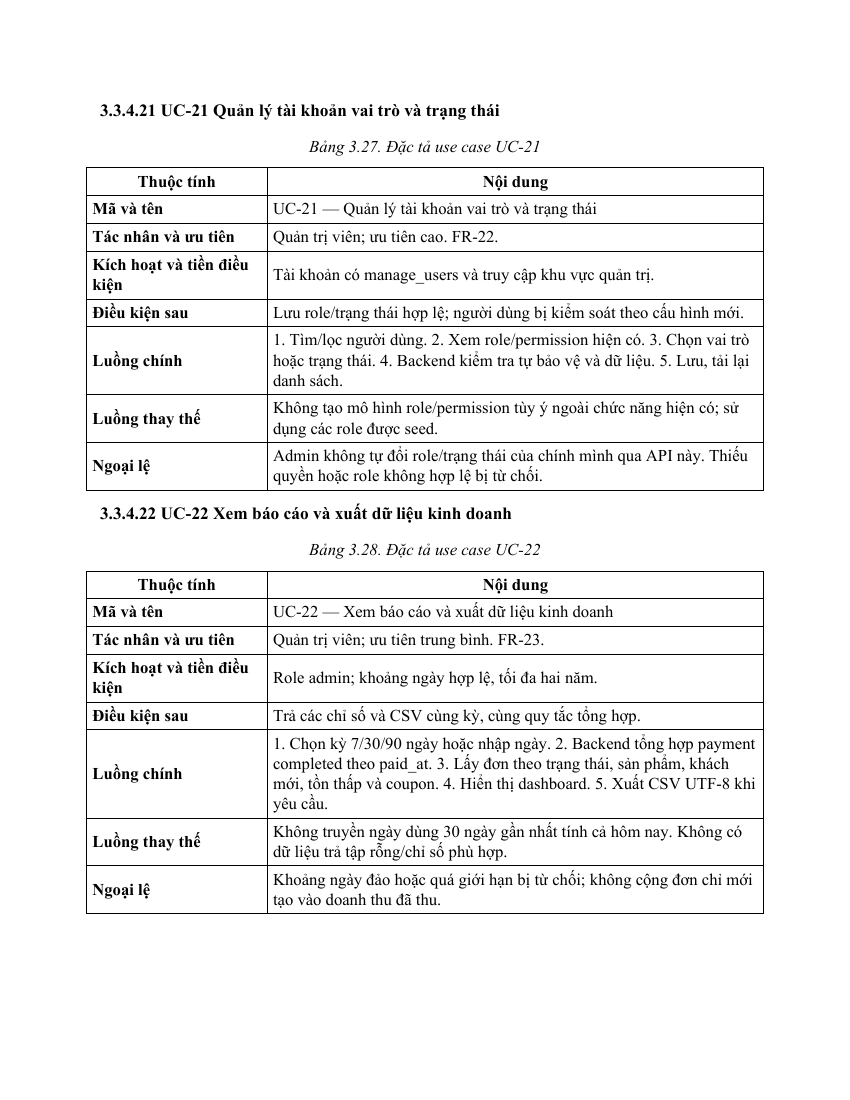 3.3.4.21 UC-21 Quản lý tài khoản vai trò và trạng thái
Bảng 3.27. Đặc tả use case UC-21
Thuộc tính Nội dung
Mã và tên UC-21 — Quản lý tài khoản vai trò và trạng thái
Tác nhân và ưu tiên Quản trị viên; ưu tiên cao. FR-22.
Kích hoạt và tiền điều
kiện
Tài khoản có manage_users và truy cập khu vực quản trị.
Điều kiện sau Lưu role/trạng thái hợp lệ; người dùng bị kiểm soát theo cấu hình mới.
Luồng chính
1. Tìm/lọc người dùng. 2. Xem role/permission hiện có. 3. Chọn vai trò
hoặc trạng thái. 4. Backend kiểm tra tự bảo vệ và dữ liệu. 5. Lưu, tải lại
danh sách.
Luồng thay thế
Không tạo mô hình role/permission tùy ý ngoài chức năng hiện có; sử
dụng các role được seed.
Ngoại lệ
Admin không tự đổi role/trạng thái của chính mình qua API này. Thiếu
quyền hoặc role không hợp lệ bị từ chối.
3.3.4.22 UC-22 Xem báo cáo và xuất dữ liệu kinh doanh
Bảng 3.28. Đặc tả use case UC-22
Thuộc tính Nội dung
Mã và tên UC-22 — Xem báo cáo và xuất dữ liệu kinh doanh
Tác nhân và ưu tiên Quản trị viên; ưu tiên trung bình. FR-23.
Kích hoạt và tiền điều
kiện
Role admin; khoảng ngày hợp lệ, tối đa hai năm.
Điều kiện sau Trả các chỉ số và CSV cùng kỳ, cùng quy tắc tổng hợp.
Luồng chính
1. Chọn kỳ 7/30/90 ngày hoặc nhập ngày. 2. Backend tổng hợp payment
completed theo paid_at. 3. Lấy đơn theo trạng thái, sản phẩm, khách
mới, tồn thấp và coupon. 4. Hiển thị dashboard. 5. Xuất CSV UTF-8 khi
yêu cầu.
Luồng thay thế
Không truyền ngày dùng 30 ngày gần nhất tính cả hôm nay. Không có
dữ liệu trả tập rỗng/chỉ số phù hợp.
Ngoại lệ
Khoảng ngày đảo hoặc quá giới hạn bị từ chối; không cộng đơn chỉ mới
tạo vào doanh thu đã thu.